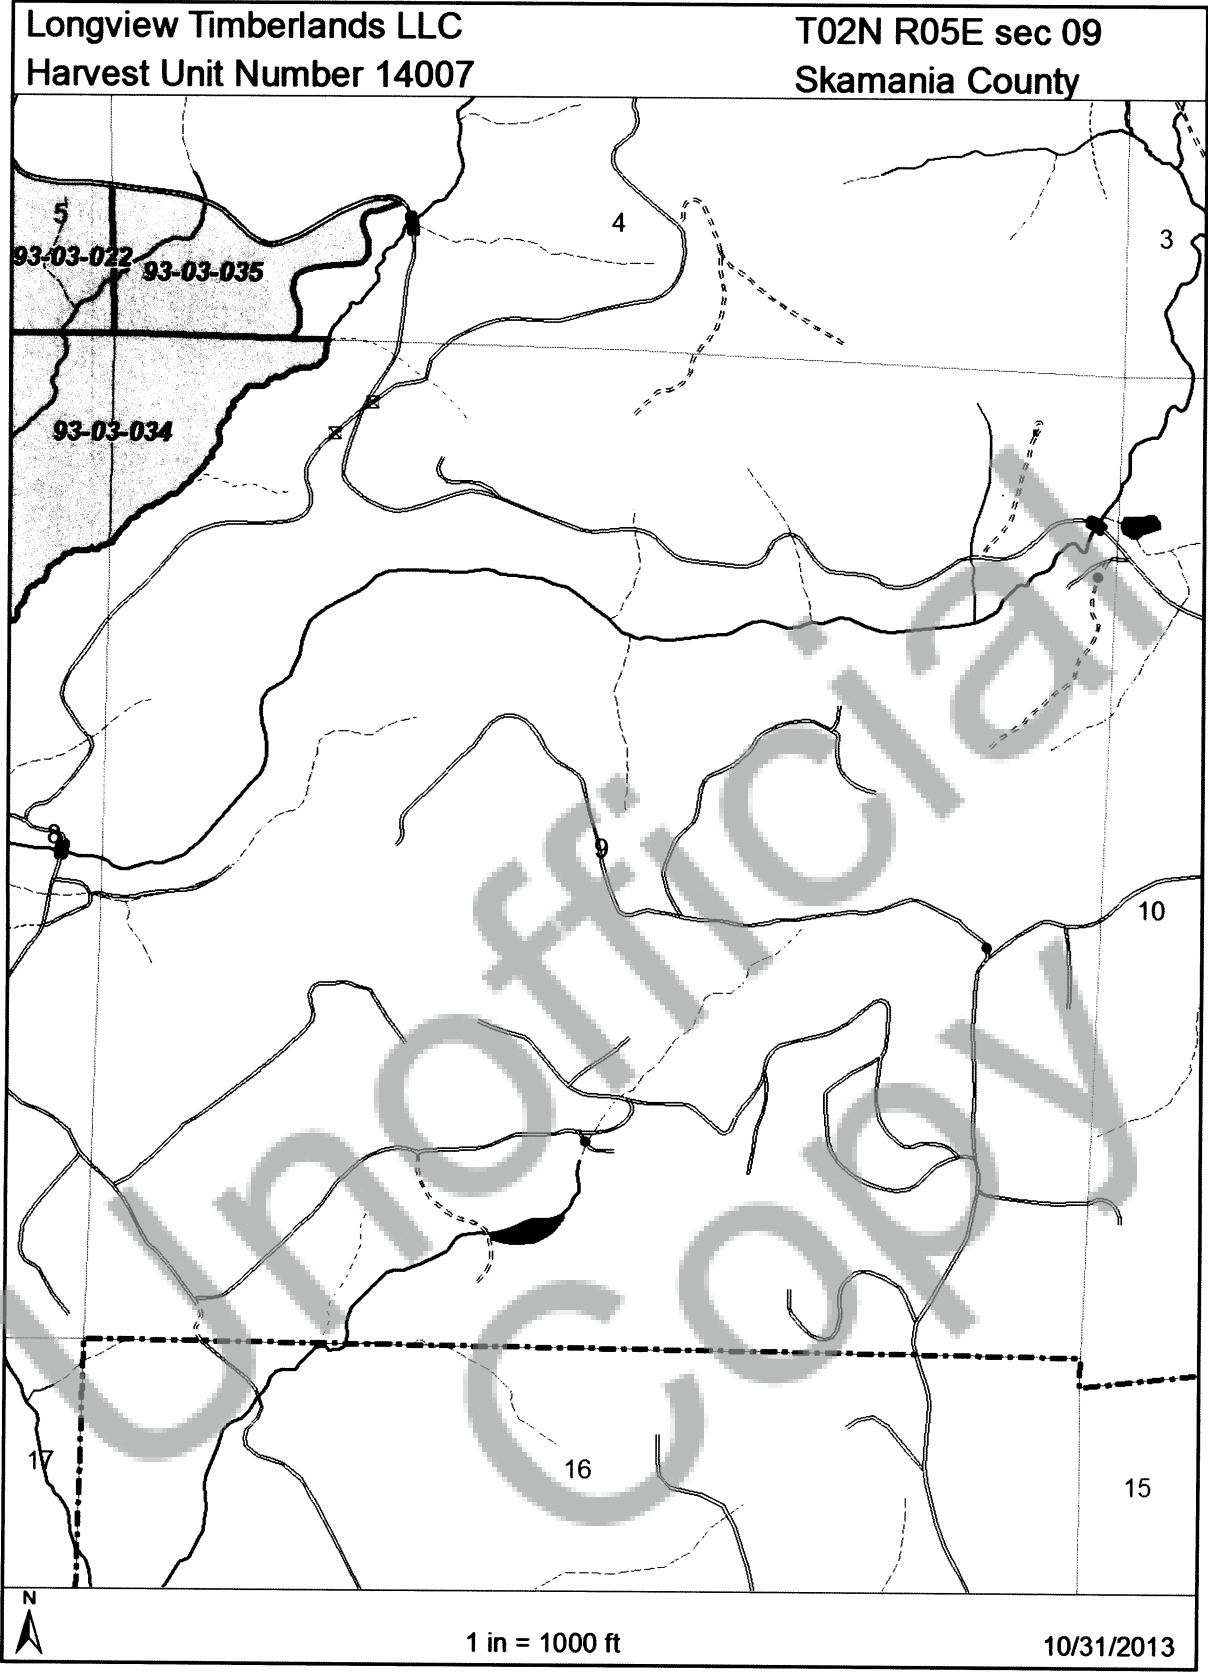 Longview Timberlands LLC
Harvest Unit Number 14007
T02N R05E sec 09
Skamania County
5
4
3
93-03-022
93-03-035
93-03-034
8
9
10
17
16
15
Unofficial
Copy
N
1 in = 1000 ft
10/31/2013